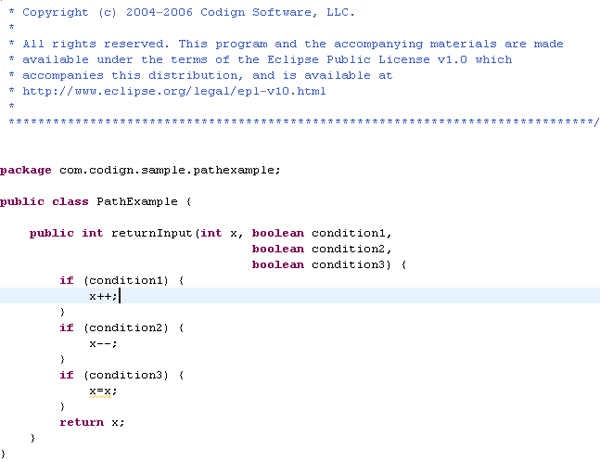 * Copyright (c) 2004-2006 Codign Software, LLC.
*
* All rights reserved. This program and the accompanying materials are made
* available under the terms of the Eclipse Public License v1.0 which
* accompanies this distribution, and is available at
* http://www.eclipse.org/legal/epl-v10.html
*
*******************************************************************************/
package com.codign.sample.pathexample;
public class PathExample {
    public int returnInput(int x, boolean condition1,
                                  boolean condition2,
                                  boolean condition3) {
        if (condition1) {
            x++;
        }
        if (condition2) {
            x--;
        }
        if (condition3) {
            x=x;
        }
        return x;
    }
}